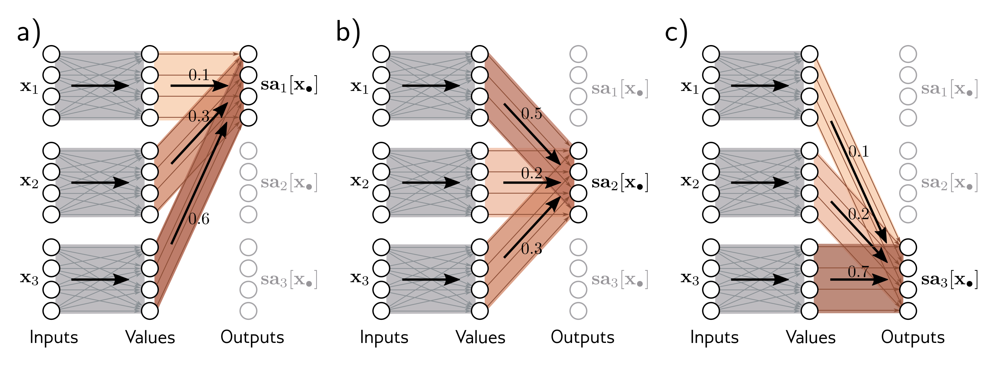 a)
x₁
0.1
sa₁[x•]
0.3
x₂
sa₂[x•]
0.6
x₃
sa₃[x•]
Inputs Values Outputs
b)
x₁
sa₁[x•]
0.5
x₂
0.2
sa₂[x•]
0.3
x₃
sa₃[x•]
Inputs Values Outputs
c)
x₁
sa₁[x•]
0.1
x₂
sa₂[x•]
0.2
x₃
0.7
sa₃[x•]
Inputs Values Outputs